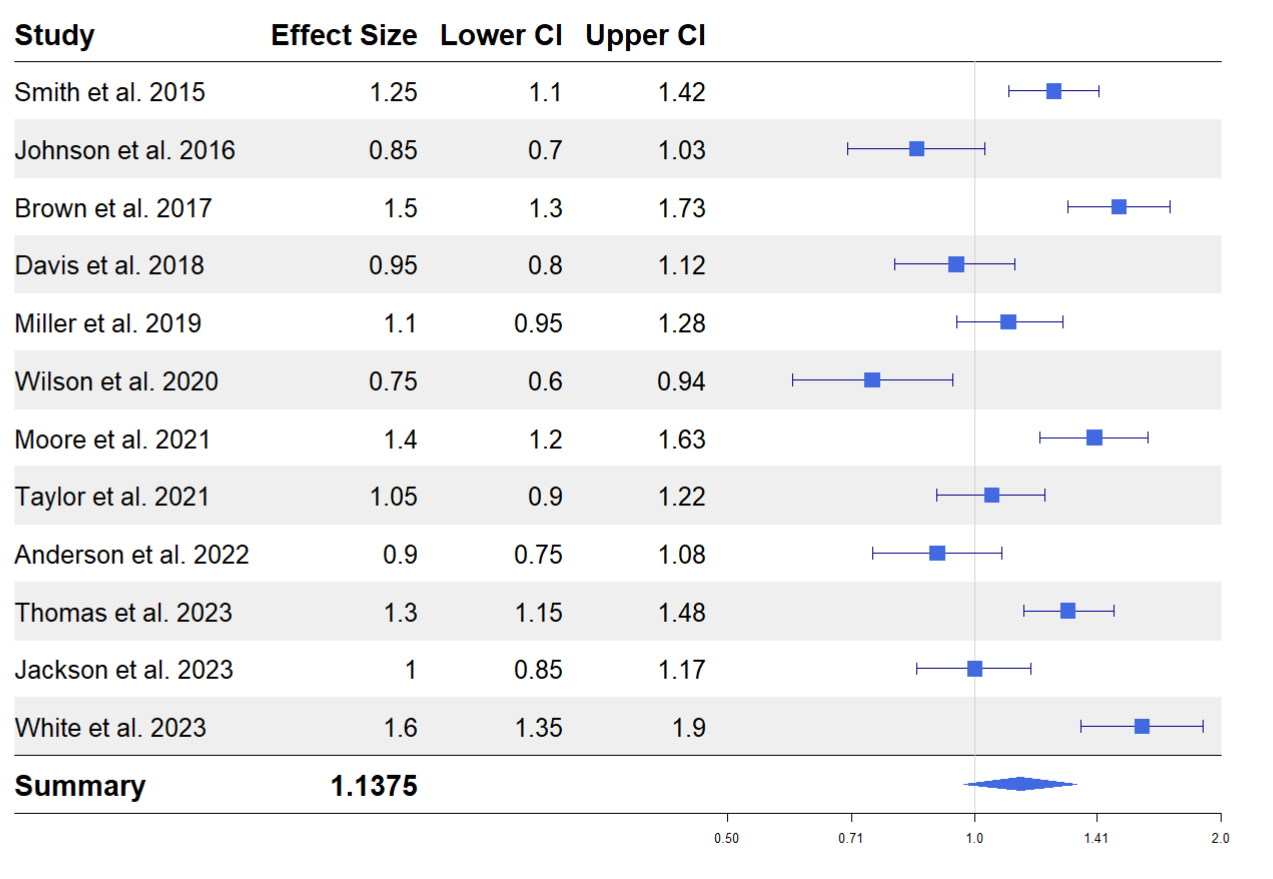 Study Effect Size Lower CI Upper CI
Smith et al. 2015 1.25 1.1 1.42
Johnson et al. 2016 0.85 0.7 1.03
Brown et al. 2017 1.5 1.3 1.73
Davis et al. 2018 0.95 0.8 1.12
Miller et al. 2019 1.1 0.95 1.28
Wilson et al. 2020 0.75 0.6 0.94
Moore et al. 2021 1.4 1.2 1.63
Taylor et al. 2021 1.05 0.9 1.22
Anderson et al. 2022 0.9 0.75 1.08
Thomas et al. 2023 1.3 1.15 1.48
Jackson et al. 2023 1 0.85 1.17
White et al. 2023 1.6 1.35 1.9
Summary 1.1375
0.50 0.71 1.0 1.41 2.0